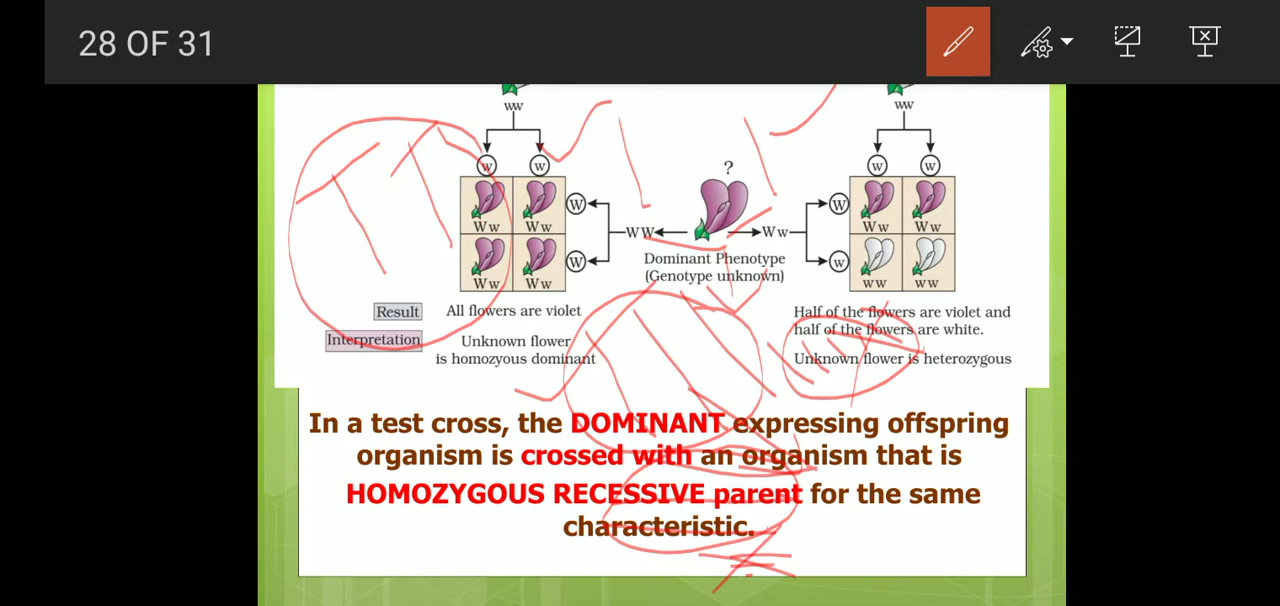 28 OF 31
ww
ww
w w
w w
?
Ww Ww
W
WW
Ww
W
Ww Ww
Ww Ww
W
Dominant Phenotype
(Genotype unknown)
w
ww ww
Result
All flowers are violet
Half of the flowers are violet and
half of the flowers are white.
Interpretation
Unknown flower
is homozyous dominant
Unknown flower is heterozygous
In a test cross, the DOMINANT expressing offspring
organism is crossed with an organism that is
HOMOZYGOUS RECESSIVE parent for the same
characteristic.